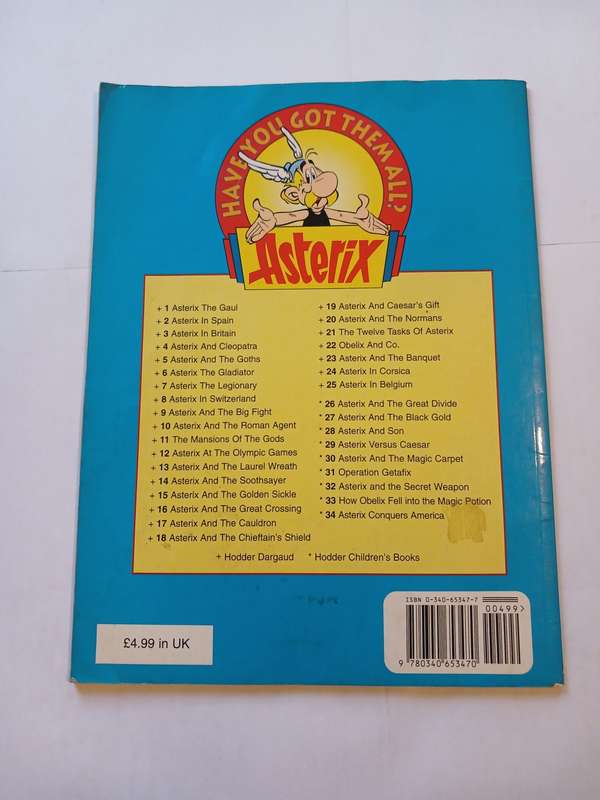 HAVE YOU GOT THEM ALL?
Asterix
+ 1 Asterix The Gaul
+ 2 Asterix In Spain
+ 3 Asterix In Britain
+ 4 Asterix And Cleopatra
+ 5 Asterix And The Goths
+ 6 Asterix The Gladiator
+ 7 Asterix The Legionary
+ 8 Asterix In Switzerland
+ 9 Asterix And The Big Fight
+ 10 Asterix And The Roman Agent
+ 11 The Mansions Of The Gods
+ 12 Asterix At The Olympic Games
+ 13 Asterix And The Laurel Wreath
+ 14 Asterix And The Soothsayer
+ 15 Asterix And The Golden Sickle
+ 16 Asterix And The Great Crossing
+ 17 Asterix And The Cauldron
+ 18 Asterix And The Chieftain's Shield
+ 19 Asterix And Caesar's Gift
+ 20 Asterix And The Normans
+ 21 The Twelve Tasks Of Asterix
+ 22 Obelix And Co.
+ 23 Asterix And The Banquet
+ 24 Asterix In Corsica
+ 25 Asterix In Belgium
* 26 Asterix And The Great Divide
* 27 Asterix And The Black Gold
* 28 Asterix And Son
* 29 Asterix Versus Caesar
* 30 Asterix And The Magic Carpet
* 31 Operation Getafix
* 32 Asterix and the Secret Weapon
* 33 How Obelix Fell into the Magic Potion
* 34 Asterix Conquers America
+ Hodder Dargaud * Hodder Children's Books
£4.99 in UK
ISBN 0-340-65347-7
00499>
9 780340 653470